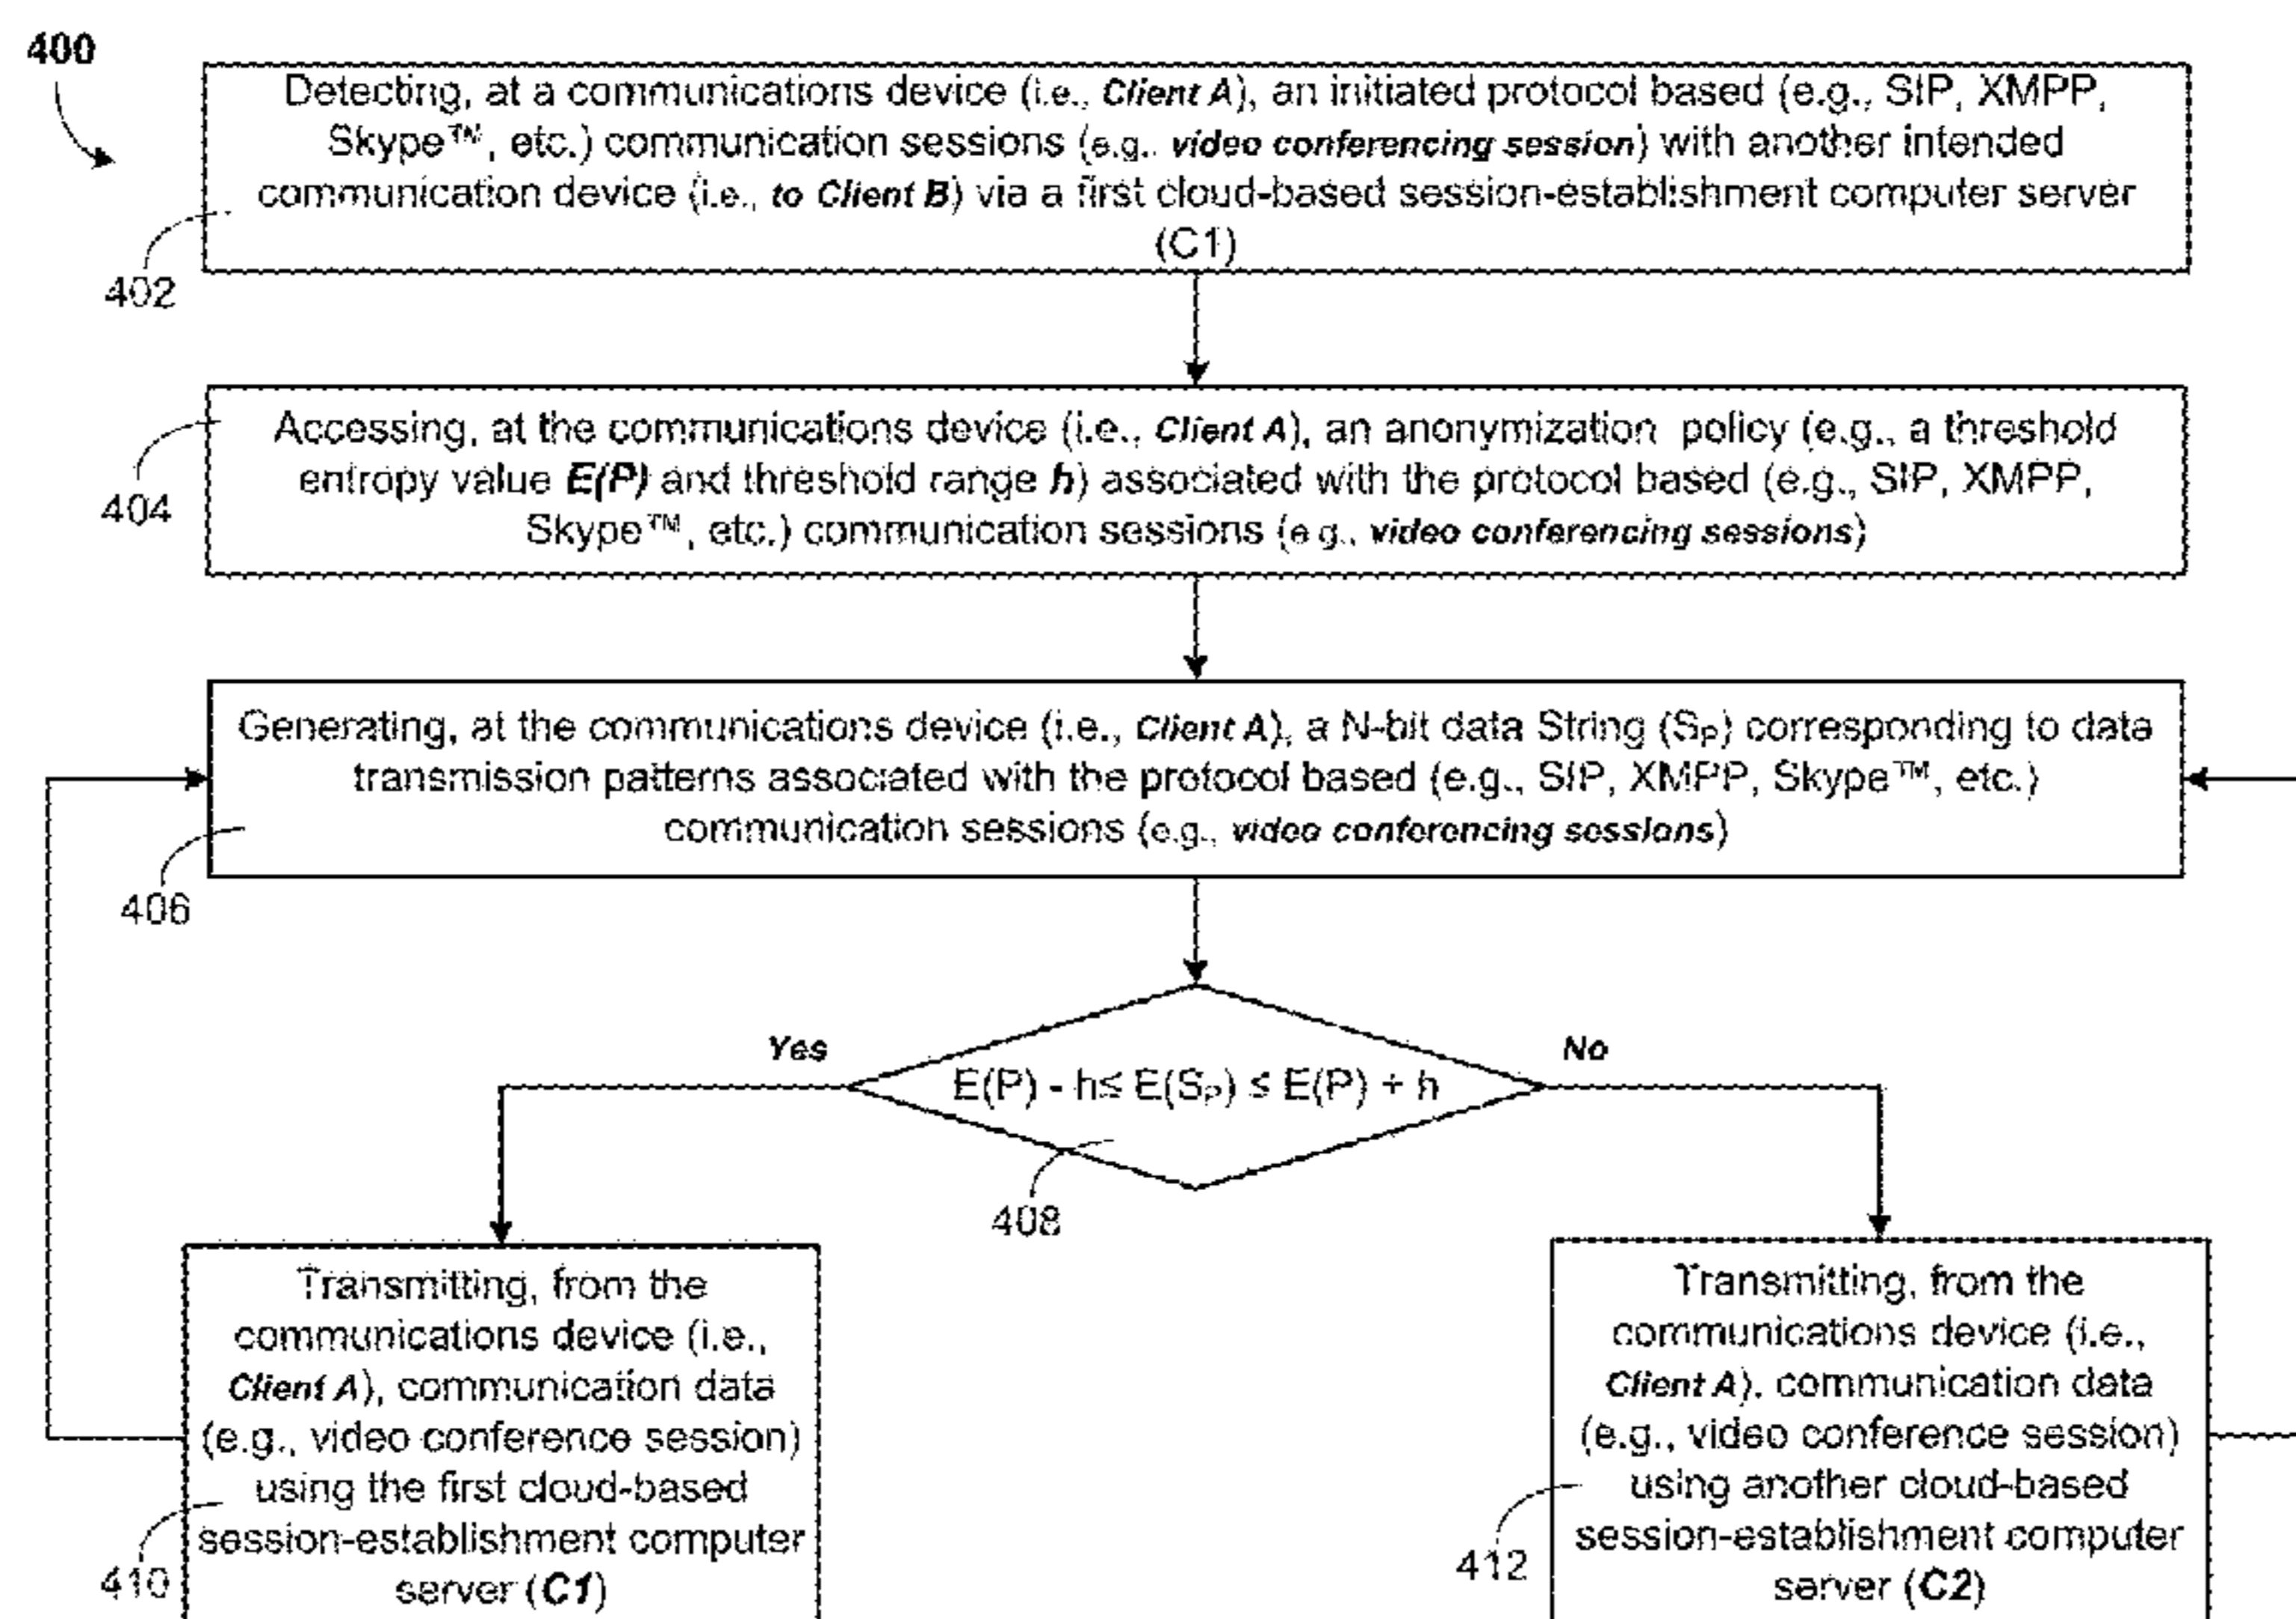 400
Detecting, at a communications device (i.e., Client A), an initiated protocol based (e.g., SIP, XMPP,
Skype™, etc.) communication sessions (e.g. video conferencing session) with another intended
communication device (i.e., to Client B) via a first cloud-based session-establishment computer server
(C1)
402
Accessing, at the communications device (i.e., Client A), an anonymization policy (e.g., a threshold
entropy value E(P) and threshold range h) associated with the protocol based (e.g., SIP, XMPP,
Skype™, etc.) communication sessions (e.g., video conferencing sessions)
404
Generating, at the communications device (i.e., Client A), a N-bit data String (Sₚ) corresponding to data
transmission patterns associated with the protocol based (e.g., SIP, XMPP, Skype™, etc.)
communication sessions (e.g., video conferencing sessions)
406
Yes
No
E(P) - h≤ E(Sₚ) ≤ E(P) + h
408
Transmitting, from the
communications device (i.e.,
Client A), communication data
(e.g., video conference session)
using the first cloud-based
session-establishment computer
server (C1)
410
Transmitting, from the
communications device (i.e.,
Client A), communication data
(e.g., video conference session)
using another cloud-based
session-establishment computer
server (C2)
412